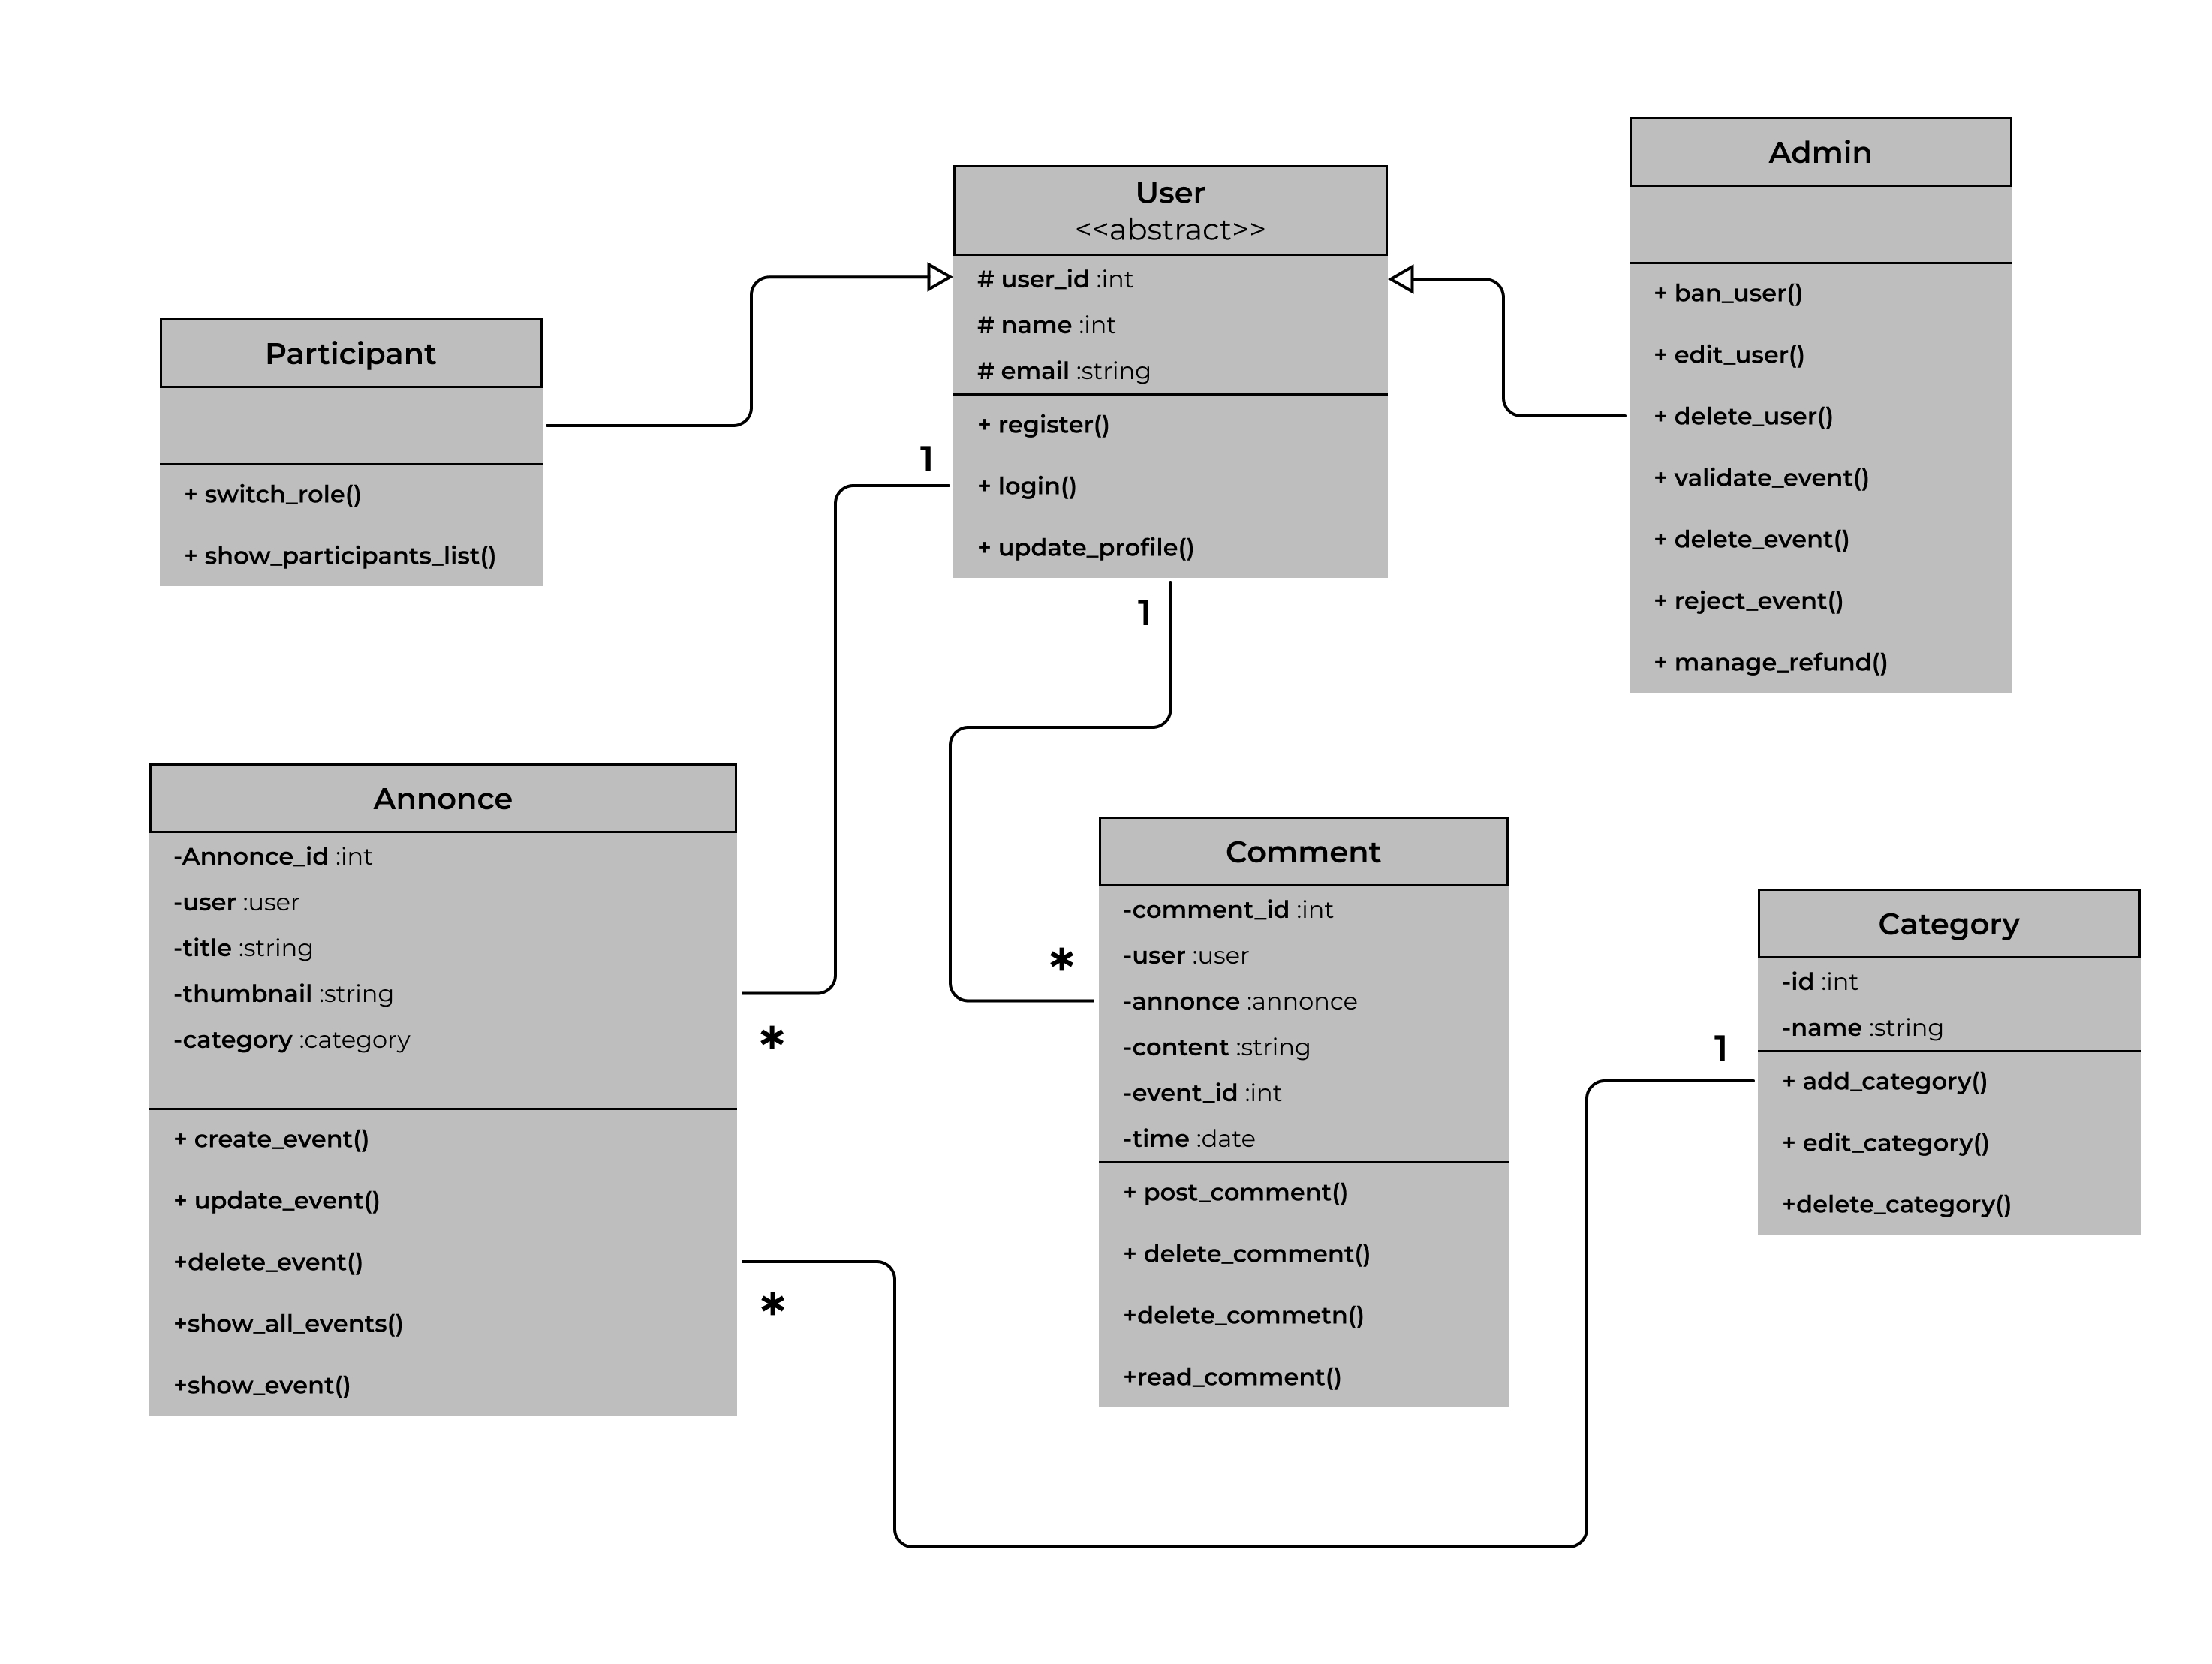 User
<<abstract>>
# user_id :int
# name :int
# email :string
+ register()
+ login()
+ update_profile()
1
1
Admin
+ ban_user()
+ edit_user()
+ delete_user()
+ validate_event()
+ delete_event()
+ reject_event()
+ manage_refund()
Participant
+ switch_role()
+ show_participants_list()
Annonce
-Annonce_id :int
-user :user
-title :string
-thumbnail :string
-category :category
+ create_event()
+ update_event()
+delete_event()
+show_all_events()
+show_event()
*
*
Comment
-comment_id :int
-user :user
-annonce :annonce
-content :string
-event_id :int
-time :date
+ post_comment()
+ delete_comment()
+delete_commetn()
+read_comment()
*
Category
-id :int
-name :string
+ add_category()
+ edit_category()
+delete_category()
1